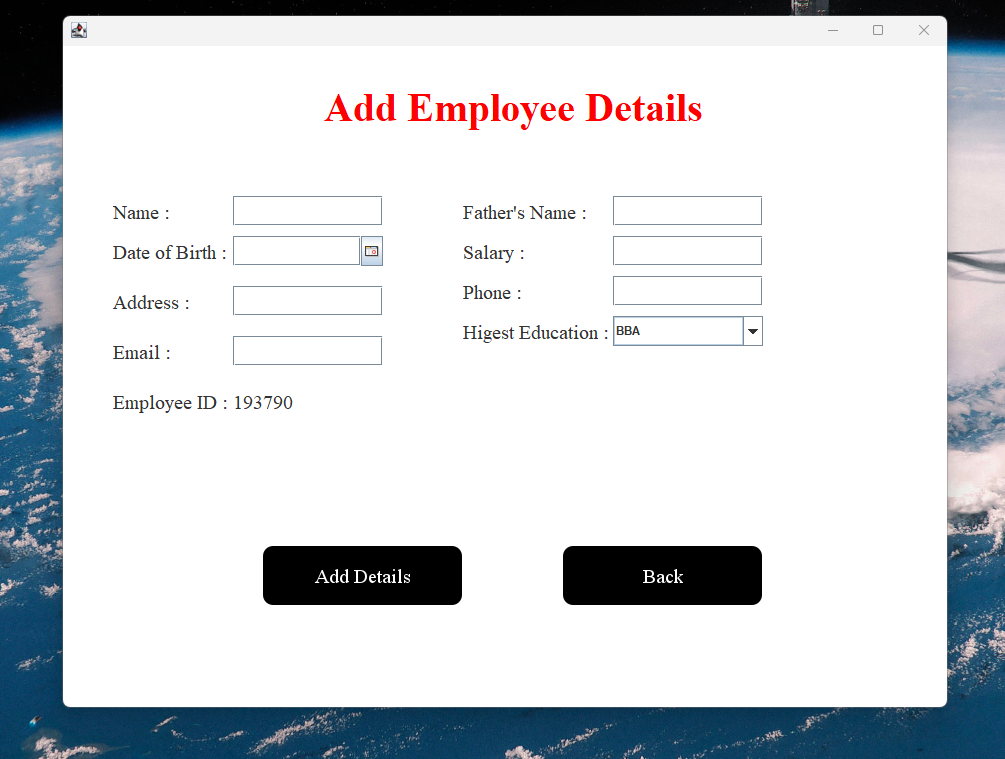 Add Employee Details
Name :
Father's Name :
Date of Birth :
Salary :
Address :
Phone :
Higest Education : BBA
Email :
Employee ID : 193790
Add Details
Back